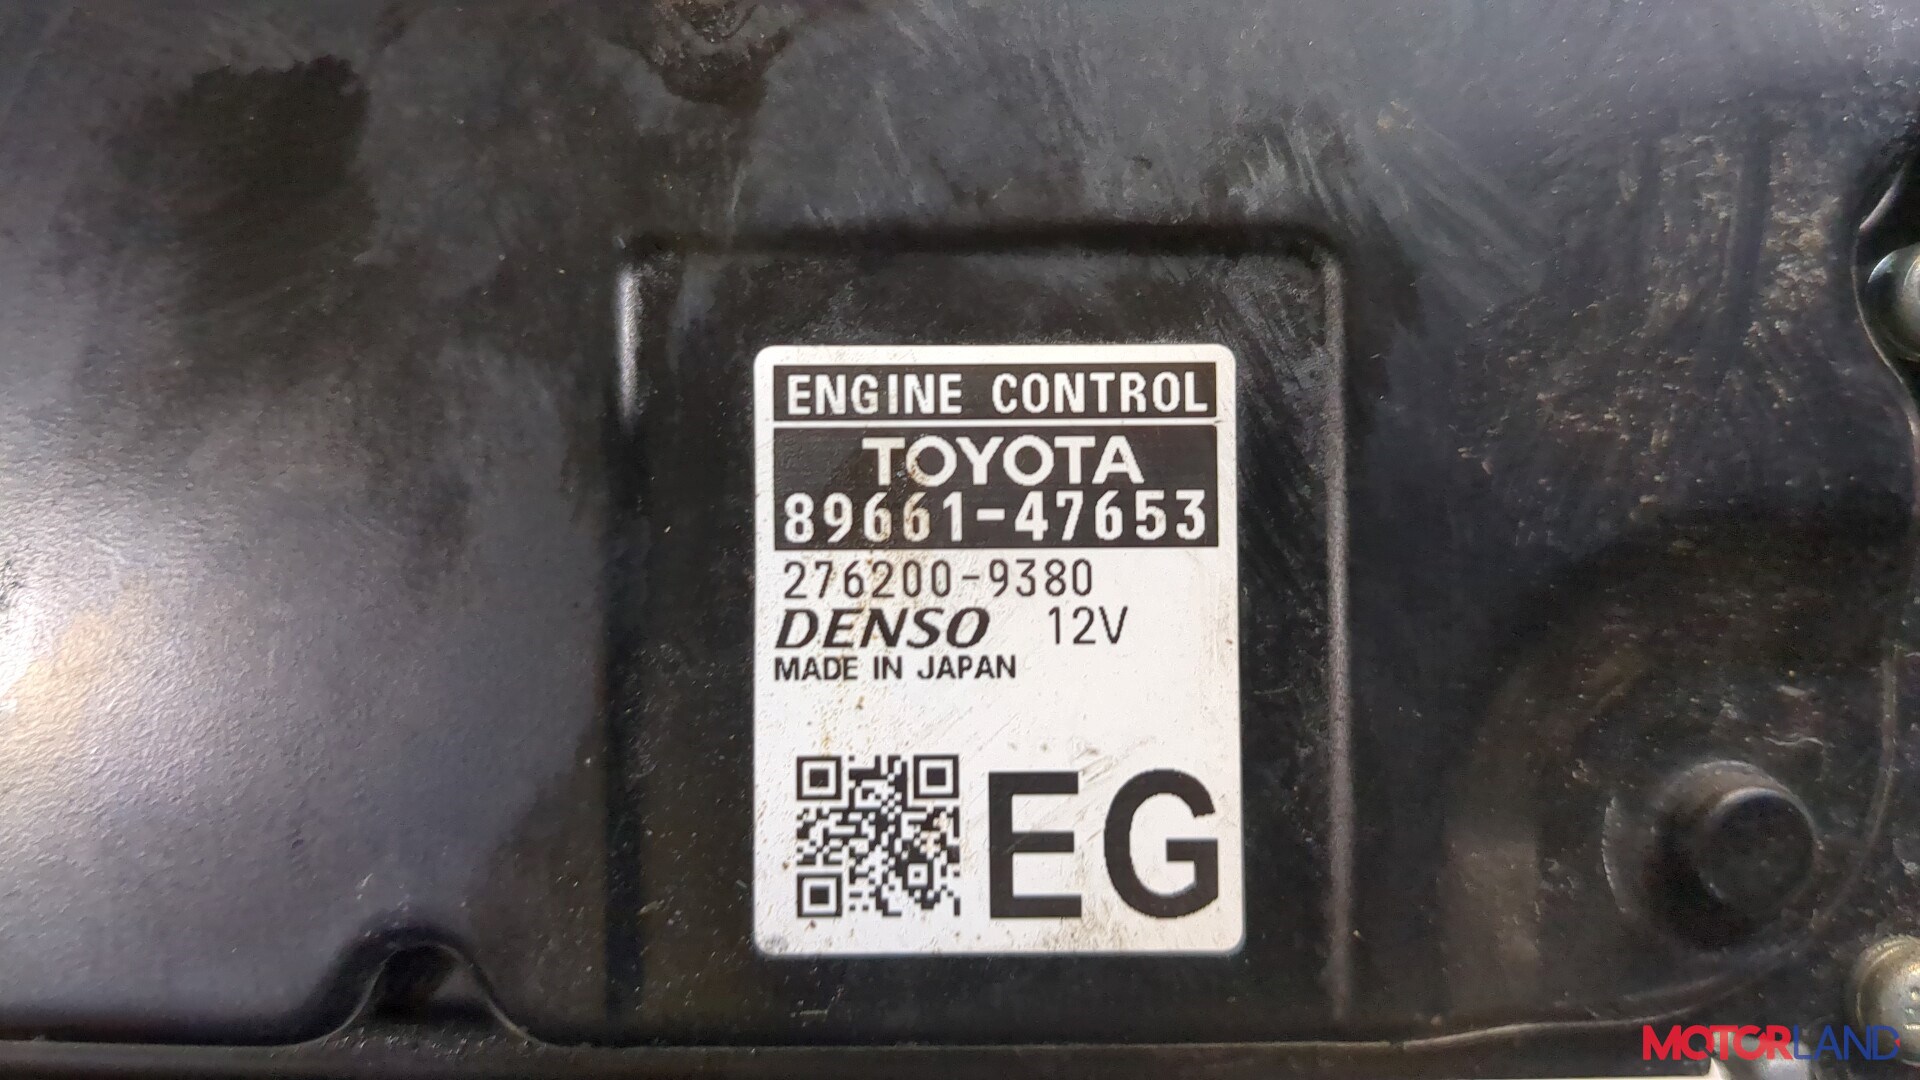 ENGINE CONTROL
TOYOTA
89661-47653
276200-9380
DENSO 12V
MADE IN JAPAN
EG
MOTORLAND